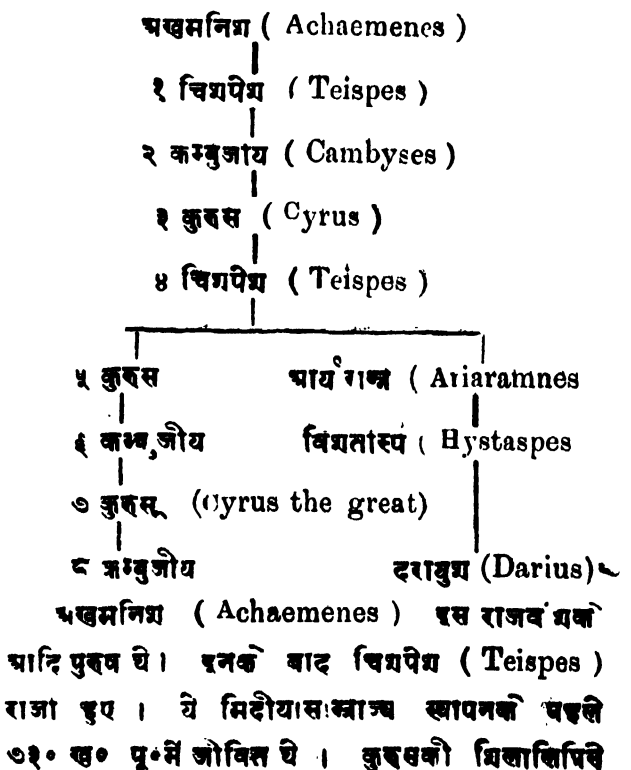 अखमनिश ( Achaemenes )
१ चिशपेश ( Teispes )
२ कम्बुजीय ( Cambyses )
३ कुरुस ( Cyrus )
४ चिशपेश ( Teispes )
५ कुरुस आर्यराम्न ( Ariaramnes
६ कम्बुजीय विशतास्प ( Hystaspes
७ कुरुस् (Cyrus the great)
८ कम्बुजीय दरावुश (Darius)
अखमनिश ( Achaemenes ) इस राजवंशके
आदि पुरुष थे। इनके बाद चिशपेश ( Teispes )
राजा हुए । ये मिदीयासाम्राज्य स्थापनके पहले
७३० ख० पू०में जीवित थे । कुरुसकी शिलालिपिसे